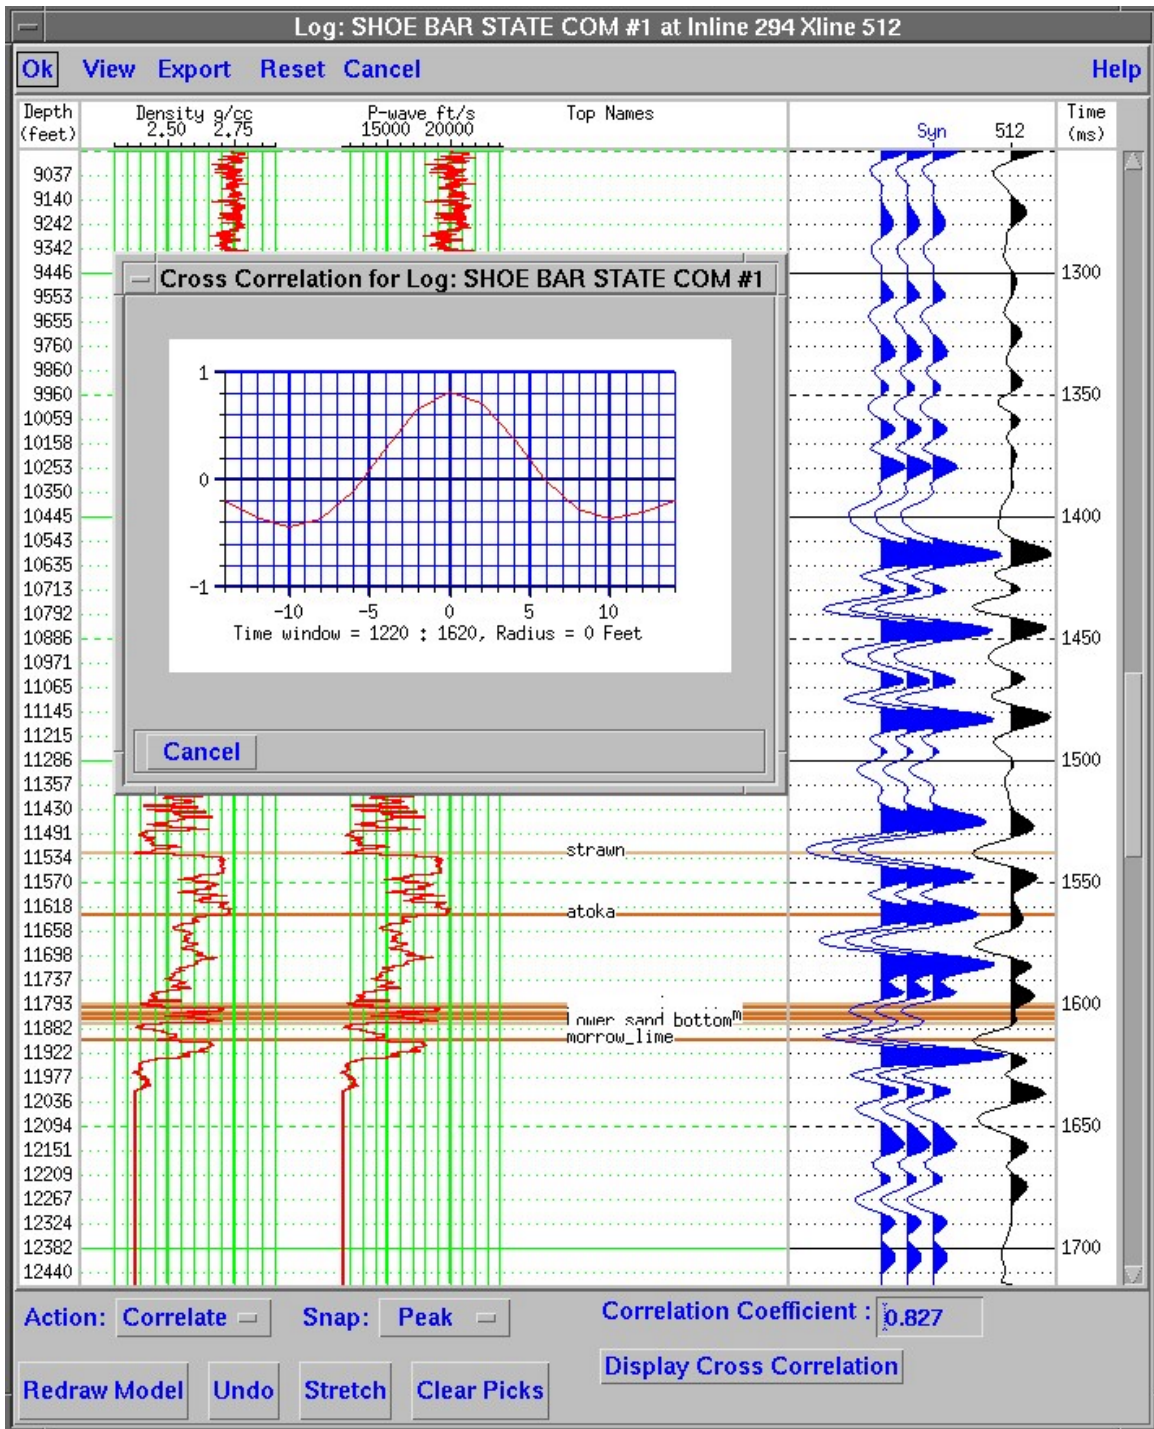 Log: SHOE BAR STATE COM #1 at Inline 294 Xline 512
Ok View Export Reset Cancel Help
Depth (feet)
Density g/cc
2.50 2.75
P-wave ft/s
15000 20000
Top Names
Syn 512
Time (ms)
9037
9140
9242
9342
9446 1300
9553
9655
9760
9860
9960 1350
10059
10158
10253
10350
10445 1400
10543
10635
10713
10792
10886 1450
10971
11065
11145
11215
11286 1500
11357
11430
11491
strawn
11534
11570 1550
11618 atoka
11658
11698
11737
11793 1600
Lower sand bottom
11882
morrow_lime
11922
11977
12036
12094 1650
12151
12209
12267
12324
12382 1700
12440
Cross Correlation for Log: SHOE BAR STATE COM #1
1
0
-1
-10 -5 0 5 10
Time window = 1220 : 1620, Radius = 0 Feet
Cancel
Action: Correlate Snap: Peak Correlation Coefficient : 0.827
Display Cross Correlation
Redraw Model Undo Stretch Clear Picks